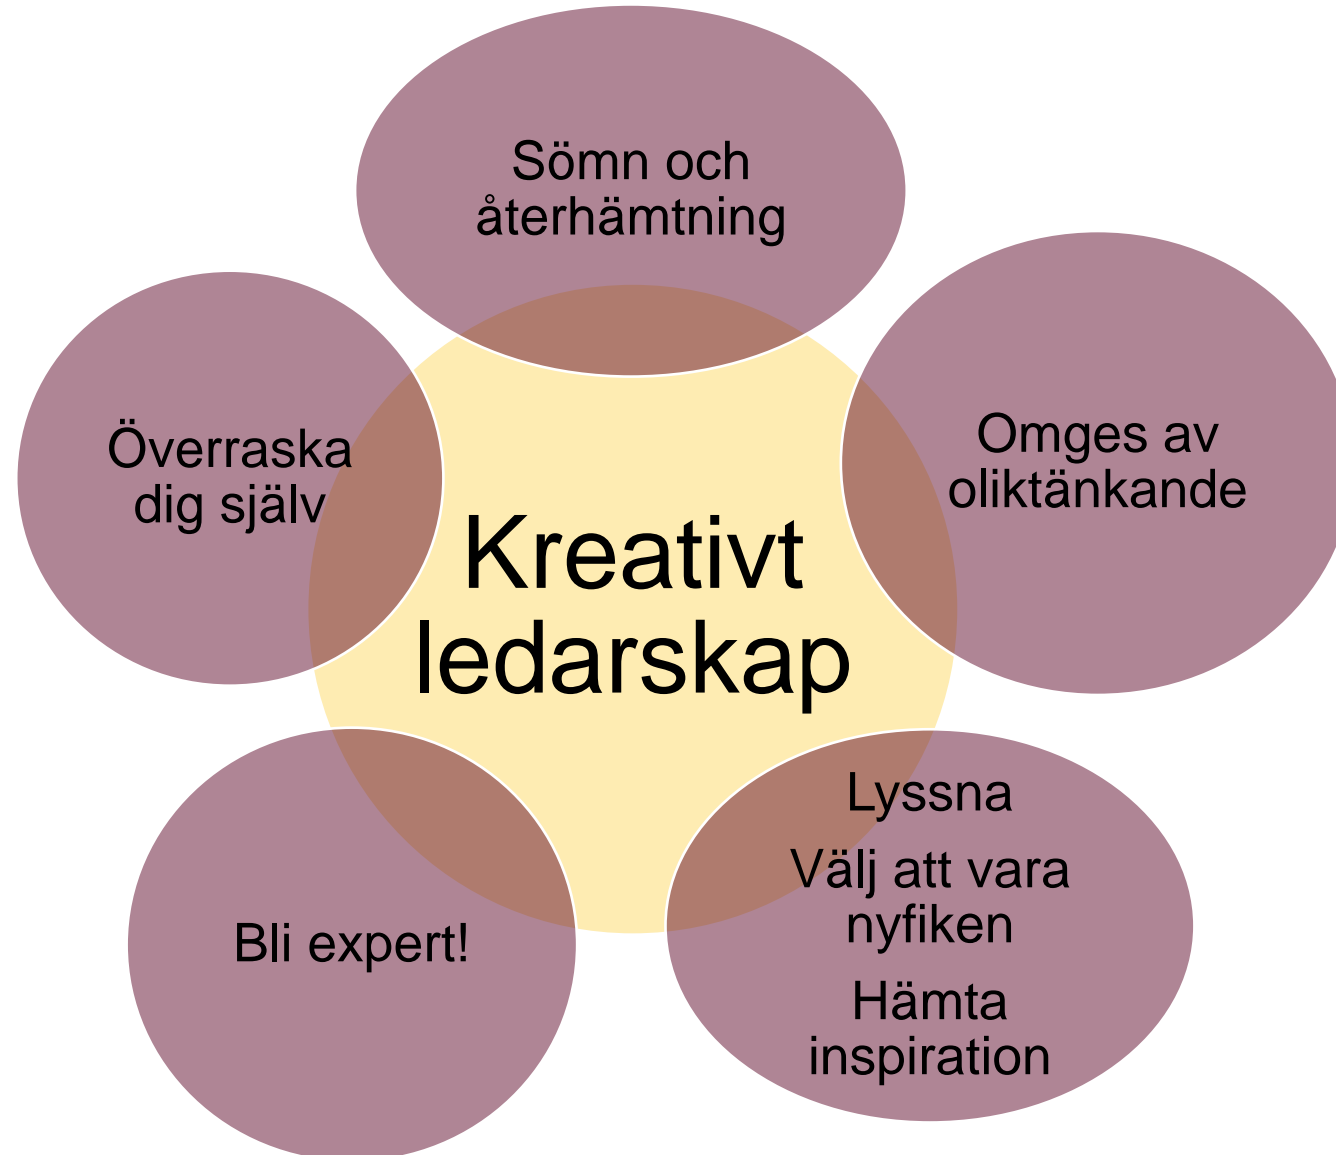 Sömn och
återhämtning
Omges av
oliktänkande
Överraska
dig själv
Kreativt
ledarskap
Lyssna
Välj att vara
nyfiken
Hämta
inspiration
Bli expert!